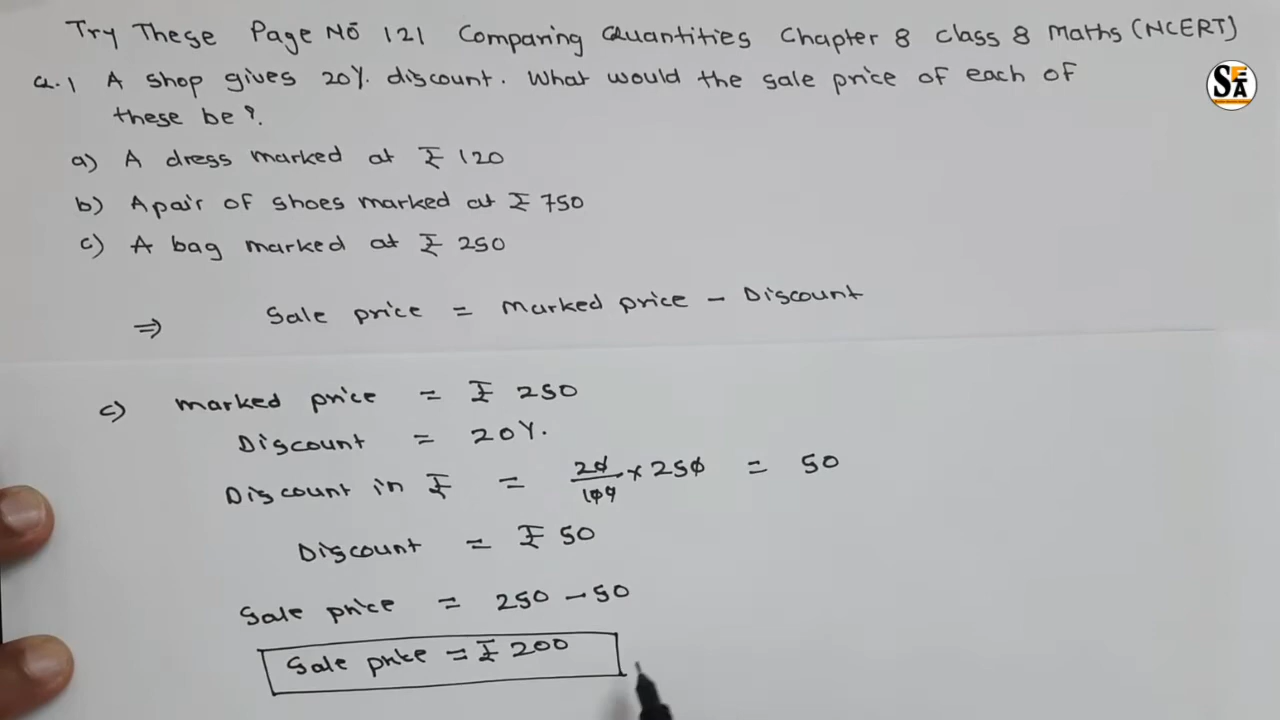 Try These Page No 121 Comparing Quantities Chapter 8 class 8 Maths (NCERT)
Q.1 A shop gives 20% discount. What would the sale price of each of
these be?
a) A dress marked at ₹ 120
b) A pair of shoes marked at ₹ 750
c) A bag marked at ₹ 250
⇒ Sale price = Marked price - Discount
c) marked price = ₹ 250
Discount = 20%.
Discount in ₹ = 20/100 × 250 = 50
Discount = ₹ 50
Sale price = 250 - 50
Sale price = ₹ 200
SEA